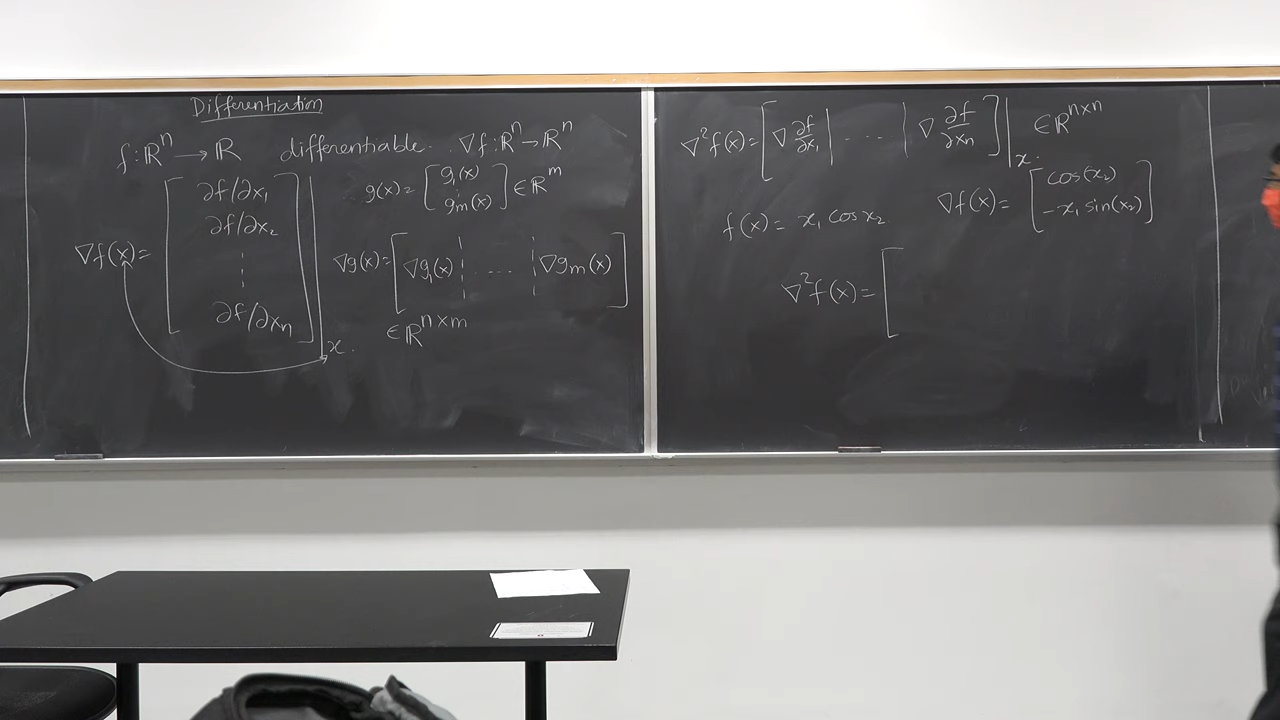 Differentiation
f : ℝⁿ → ℝ differentiable. ∇f : ℝⁿ → ℝⁿ
∇f(x) = [ ∂f/∂x₁
∂f/∂x₂
⋮
∂f/∂xₙ ] |ₓ.
g(x) = [ g₁(x)
⋮
gₘ(x) ] ∈ ℝᵐ
∇g(x) = [ ∇g₁(x) ¦ .... ¦ ∇gₘ(x) ]
∈ ℝⁿˣᵐ
∇²f(x) = [ ∇ ∂f/∂x₁ | .... | ∇ ∂f/∂xₙ ] |ₓ. ∈ ℝⁿˣⁿ
f(x) = x₁ cos x₂
∇f(x) = [ cos(x₂)
-x₁ sin(x₂) ]
∇²f(x) = [